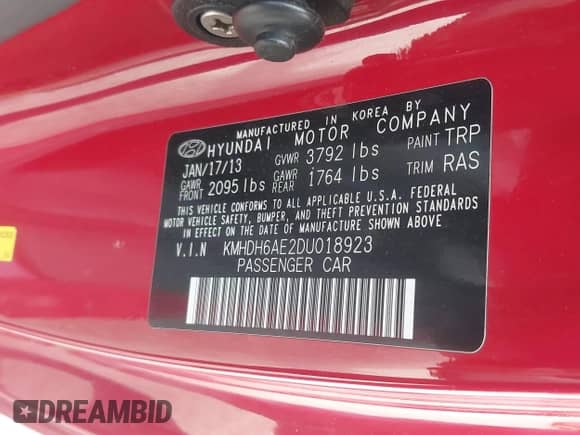 MANUFACTURED IN KOREA BY
HYUNDAI MOTOR COMPANY
JAN/17/13 GVWR 3792 lbs PAINT TRP
GAWR FRONT 2095 lbs GAWR REAR 1764 lbs TRIM RAS
THIS VEHICLE CONFORMS TO ALL APPLICABLE U.S.A. FEDERAL
MOTOR VEHICLE SAFETY, BUMPER, AND THEFT PREVENTION STANDARDS
IN EFFECT ON THE DATE OF MANUFACTURE SHOWN ABOVE
V.I.N KMHDH6AE2DU018923
PASSENGER CAR
DREAMBID